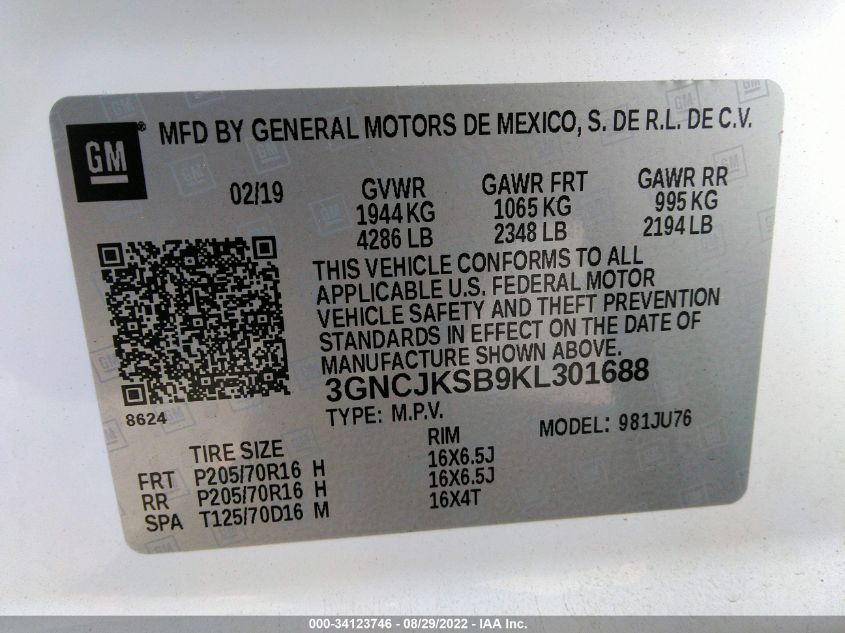 GM® MFD BY GENERAL MOTORS DE MEXICO, S. DE R.L. DE C.V.
02/19 GVWR GAWR FRT GAWR RR
1944 KG 1065 KG 995 KG
4286 LB 2348 LB 2194 LB
THIS VEHICLE CONFORMS TO ALL
APPLICABLE U.S. FEDERAL MOTOR
VEHICLE SAFETY AND THEFT PREVENTION
STANDARDS IN EFFECT ON THE DATE OF
MANUFACTURE SHOWN ABOVE.
3GNCJKSB9KL301688
8624 TYPE: M.P.V. MODEL: 981JU76
TIRE SIZE RIM
FRT P205/70R16 H 16X6.5J
RR P205/70R16 H 16X6.5J
SPA T125/70D16 M 16X4T
000-34123746 - 08/29/2022 - IAA Inc.